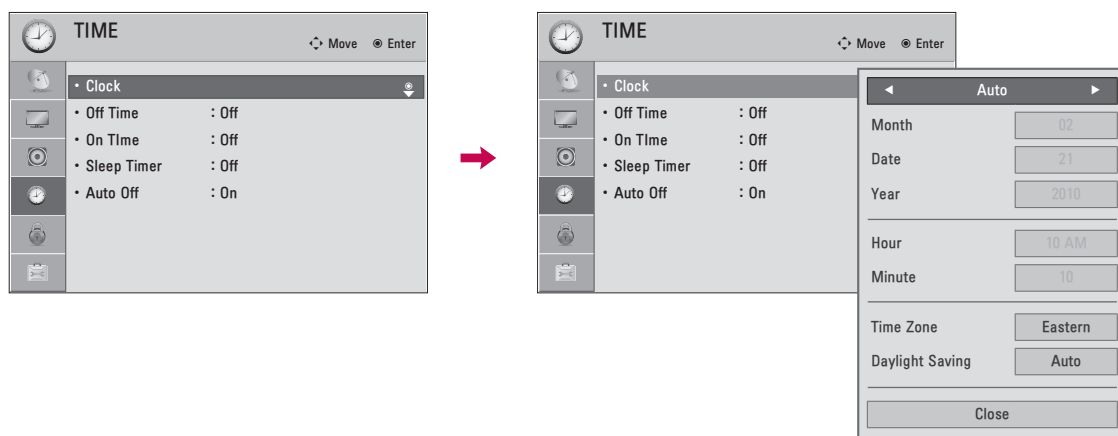 TIME
Move Enter
• Clock
• Off Time : Off
• On TIme : Off
• Sleep Timer : Off
• Auto Off : On
TIME
Move Enter
• Clock
• Off Time : Off
• On TIme : Off
• Sleep Timer : Off
• Auto Off : On
◀ Auto ▶
Month 02
Date 21
Year 2010
Hour 10 AM
Minute 10
Time Zone Eastern
Daylight Saving Auto
Close